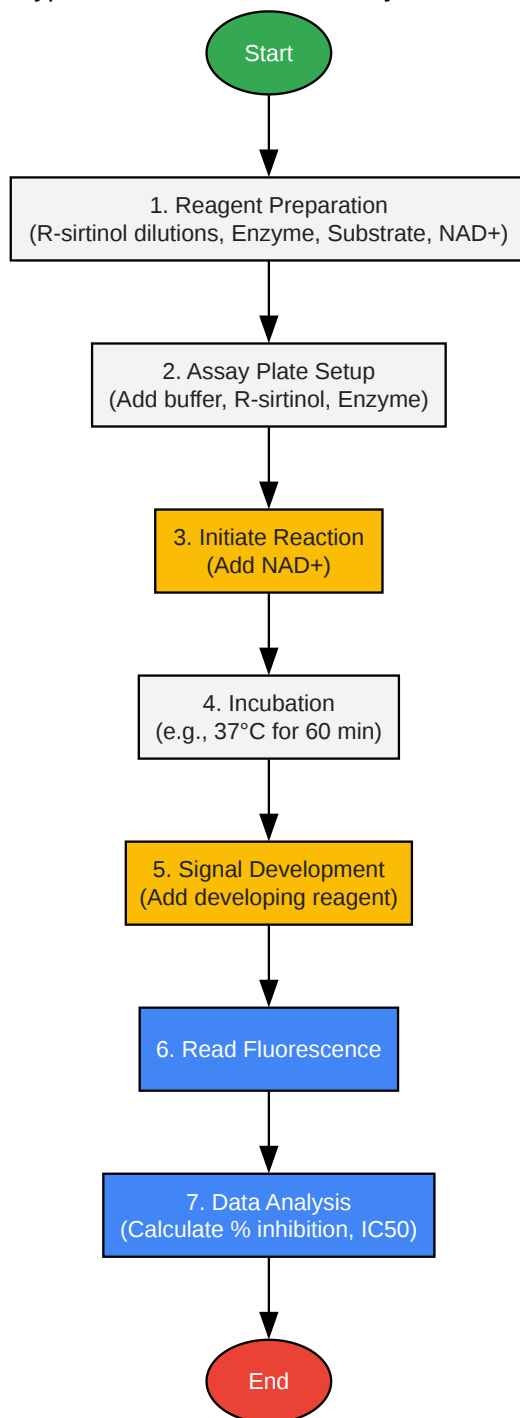 Start
1. Reagent Preparation
(R-sirtinol dilutions, Enzyme, Substrate, NAD+)
2. Assay Plate Setup
(Add buffer, R-sirtinol, Enzyme)
3. Initiate Reaction
(Add NAD+)
4. Incubation
(e.g., 37°C for 60 min)
5. Signal Development
(Add developing reagent)
6. Read Fluorescence
7. Data Analysis
(Calculate % inhibition, IC50)
End